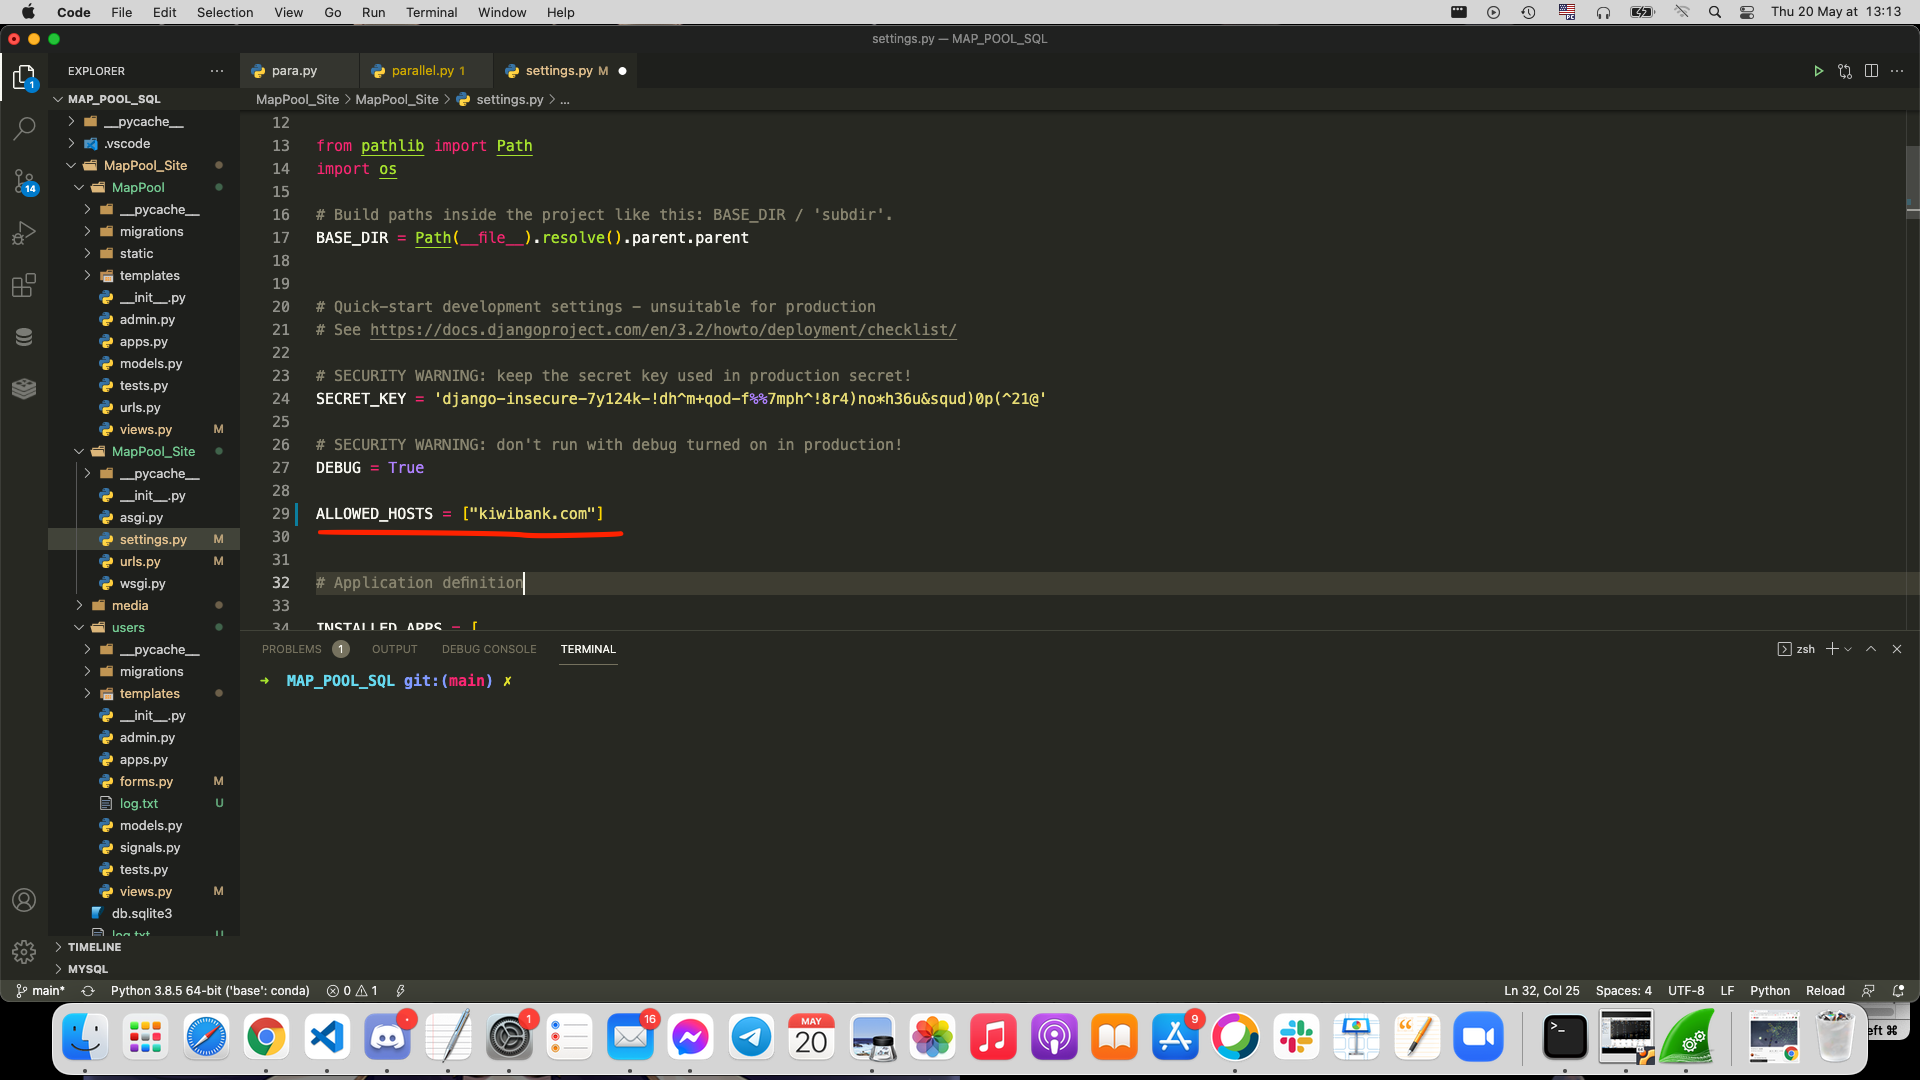 Code File Edit Selection View Go Run Terminal Window Help
Thu 20 May at 13:13
settings.py — MAP_POOL_SQL
EXPLORER
para.py
parallel.py 1
settings.py M
1
MAP_POOL_SQL
MapPool_Site > MapPool_Site > settings.py > ...
__pycache__
.vscode
MapPool_Site
14
MapPool
__pycache__
migrations
static
templates
__init__.py
admin.py
apps.py
models.py
tests.py
urls.py
views.py M
MapPool_Site
__pycache__
__init__.py
asgi.py
settings.py M
urls.py M
wsgi.py
media
users
__pycache__
migrations
templates
__init__.py
admin.py
apps.py
forms.py M
log.txt U
models.py
signals.py
tests.py
views.py M
db.sqlite3
log.txt U
TIMELINE
MYSQL
12
13 from pathlib import Path
14 import os
15
16 # Build paths inside the project like this: BASE_DIR / 'subdir'.
17 BASE_DIR = Path(__file__).resolve().parent.parent
18
19
20 # Quick-start development settings - unsuitable for production
21 # See https://docs.djangoproject.com/en/3.2/howto/deployment/checklist/
22
23 # SECURITY WARNING: keep the secret key used in production secret!
24 SECRET_KEY = 'django-insecure-7y124k-!dh^m+qod-f%%7mph^!8r4)no*h36u&squd)0p(^21@'
25
26 # SECURITY WARNING: don't run with debug turned on in production!
27 DEBUG = True
28
29 ALLOWED_HOSTS = ["kiwibank.com"]
30
31
32 # Application definition
33
34 INSTALLED_APPS = [
PROBLEMS 1 OUTPUT DEBUG CONSOLE TERMINAL
zsh
➜ MAP_POOL_SQL git:(main) ✗
main* Python 3.8.5 64-bit ('base': conda) 0 1
Ln 32, Col 25 Spaces: 4 UTF-8 LF Python Reload
1
16
MAY
20
9
eft ⌘